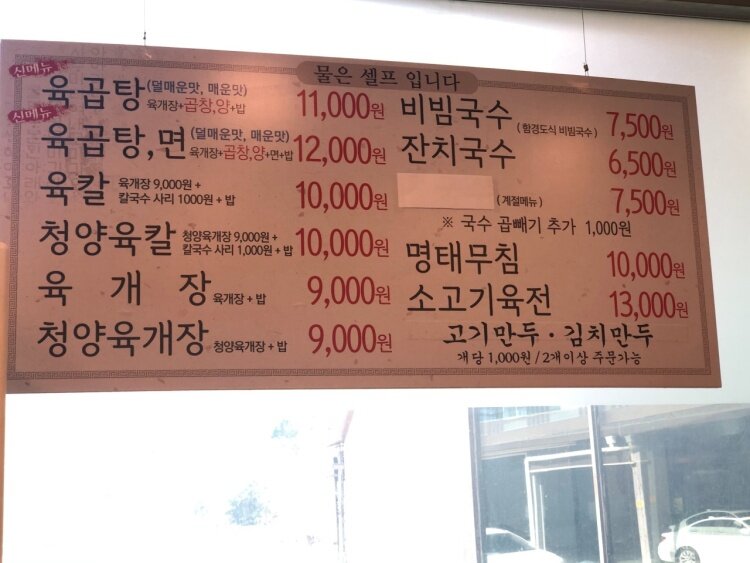 물은 셀프 입니다
신메뉴
육곱탕 (덜매운맛, 매운맛)
육개장+곱창,양+밥
11,000원
신메뉴
육곱탕,면 (덜매운맛, 매운맛)
육개장+곱창,양+면+밥
12,000원
육칼 육개장 9,000원 +
칼국수 사리 1000원 + 밥
10,000원
청양육칼 청양육개장 9,000원 +
칼국수 사리 1,000원 + 밥
10,000원
육 개 장 육개장 + 밥 9,000원
청양육개장 청양육개장 + 밥 9,000원
비빔국수 (함경도식 비빔국수) 7,500원
잔치국수 6,500원
(계절메뉴) 7,500원
※ 국수 곱빼기 추가 1,000원
명태무침 10,000원
소고기육전 13,000원
고기만두 · 김치만두
개당 1,000원 / 2개이상 주문가능